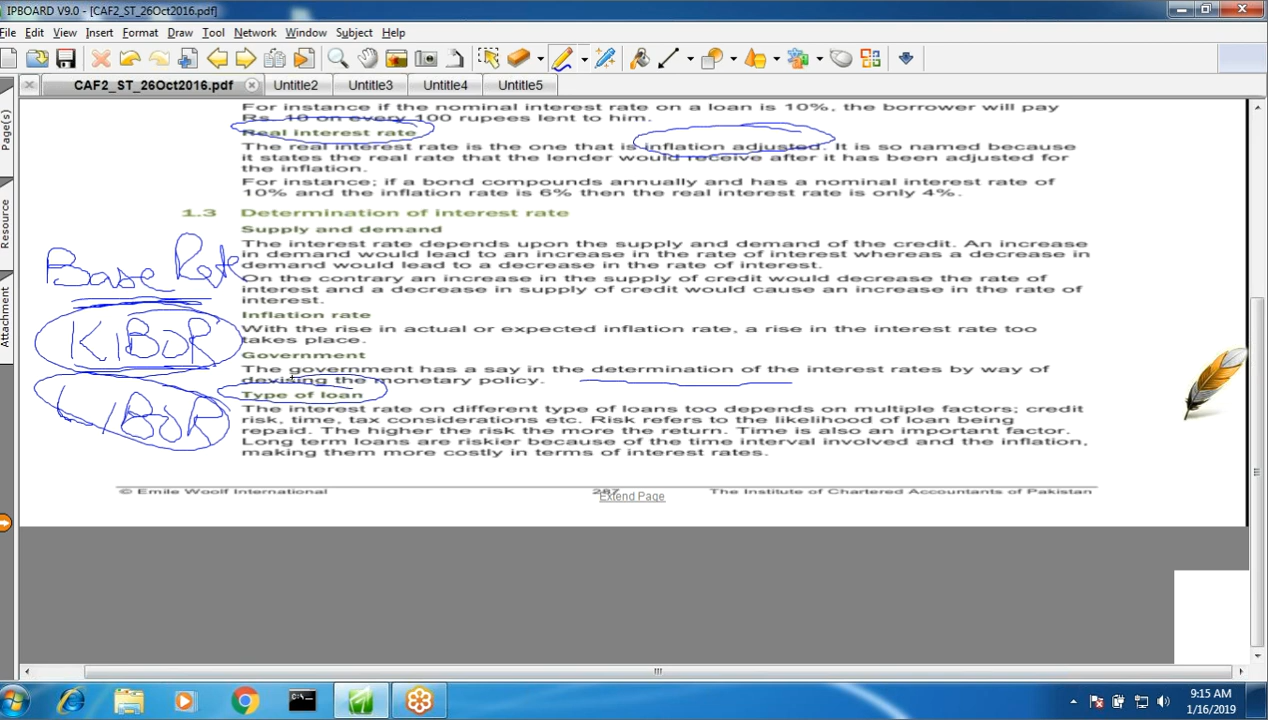 IPBOARD V9.0 - [CAF2_ST_26Oct2016.pdf]
File Edit View Insert Format Draw Tool Network Window Subject Help
CAF2_ST_26Oct2016.pdf Untitle2 Untitle3 Untitle4 Untitle5
Page(s)
Resource
Attachment
For instance if the nominal interest rate on a loan is 10%, the borrower will pay
Rs. 10 on every 100 rupees lent to him.
Real interest rate
The real interest rate is the one that is inflation adjusted. It is so named because
it states the real rate that the lender would receive after it has been adjusted for
the inflation.
For instance; if a bond compounds annually and has a nominal interest rate of
10% and the inflation rate is 6% then the real interest rate is only 4%.
1.3 Determination of interest rate
Supply and demand
The interest rate depends upon the supply and demand of the credit. An increase
in demand would lead to an increase in the rate of interest whereas a decrease in
demand would lead to a decrease in the rate of interest.
On the contrary an increase in the supply of credit would decrease the rate of
interest and a decrease in supply of credit would cause an increase in the rate of
interest.
Inflation rate
With the rise in actual or expected inflation rate, a rise in the interest rate too
takes place.
Government
The government has a say in the determination of the interest rates by way of
devising the monetary policy.
Type of loan
The interest rate on different type of loans too depends on multiple factors; credit
risk, time, tax considerations etc. Risk refers to the likelihood of loan being
repaid. The higher the risk the more the return. Time is also an important factor.
Long term loans are riskier because of the time interval involved and the inflation,
making them more costly in terms of interest rates.
Base Rate
KIBOR
LIBOR
© Emile Woolf International 287 The Institute of Chartered Accountants of Pakistan
Extend Page
9:15 AM
1/16/2019